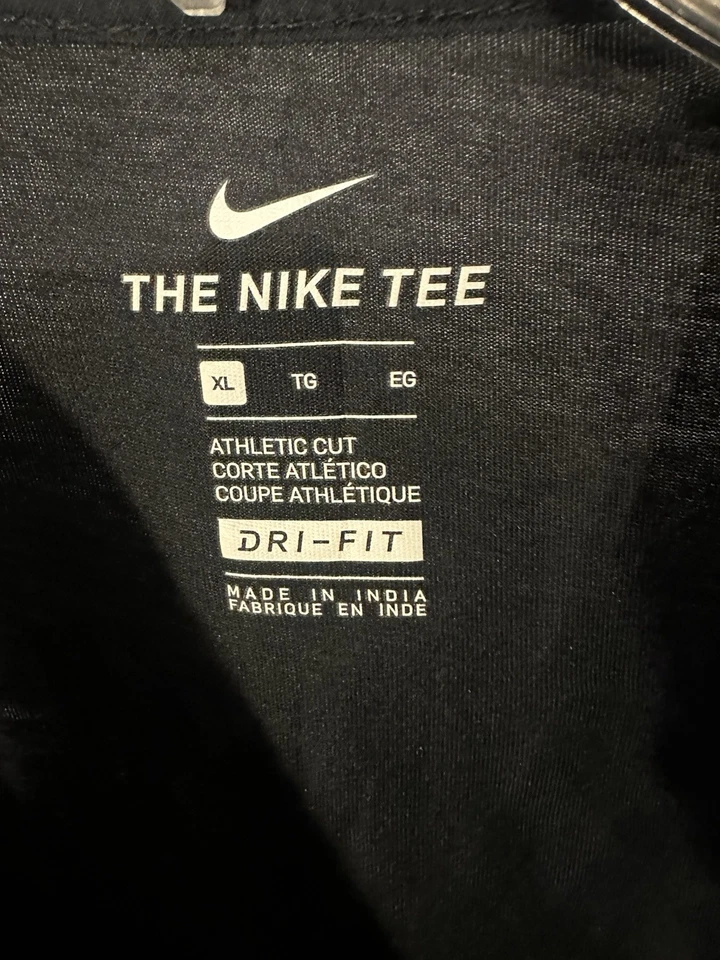 THE NIKE TEE
XL TG EG
ATHLETIC CUT
CORTE ATLÉTICO
COUPE ATHLÉTIQUE
DRI-FIT
MADE IN INDIA
FABRIQUE EN INDE